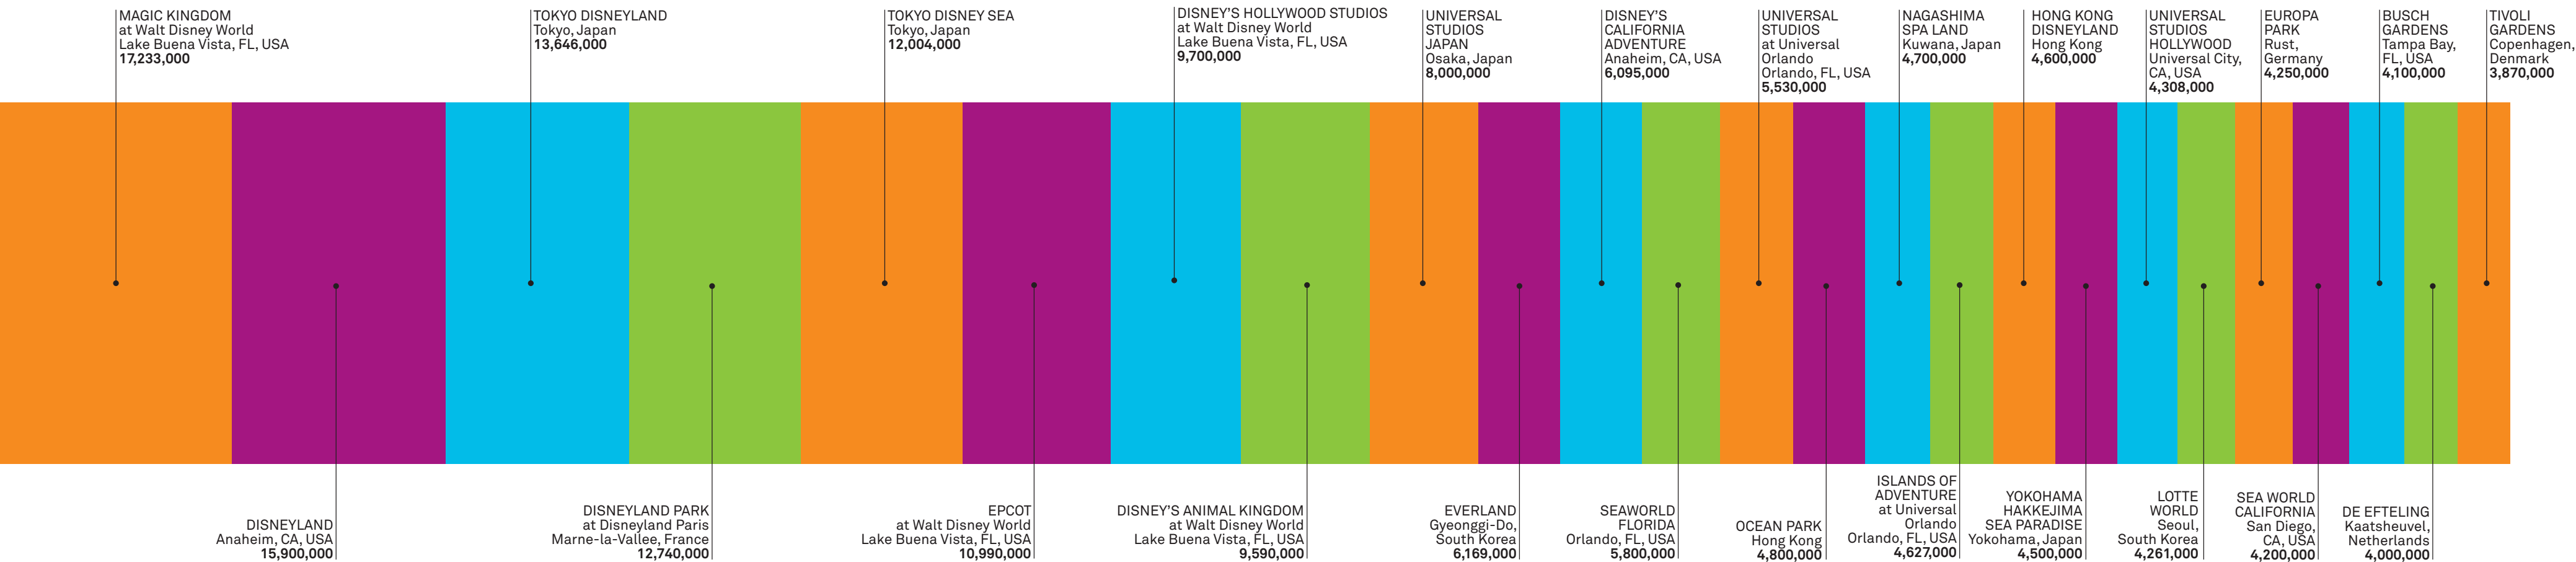 MAGIC KINGDOM
at Walt Disney World
Lake Buena Vista, FL, USA
17,233,000
TOKYO DISNEYLAND
Tokyo, Japan
13,646,000
TOKYO DISNEY SEA
Tokyo, Japan
12,004,000
DISNEY'S HOLLYWOOD STUDIOS
at Walt Disney World
Lake Buena Vista, FL, USA
9,700,000
UNIVERSAL
STUDIOS
JAPAN
Osaka, Japan
8,000,000
DISNEY'S
CALIFORNIA
ADVENTURE
Anaheim, CA, USA
6,095,000
UNIVERSAL
STUDIOS
at Universal
Orlando
Orlando, FL, USA
5,530,000
NAGASHIMA
SPA LAND
Kuwana, Japan
4,700,000
HONG KONG
DISNEYLAND
Hong Kong
4,600,000
UNIVERSAL
STUDIOS
HOLLYWOOD
Universal City,
CA, USA
4,308,000
EUROPA
PARK
Rust,
Germany
4,250,000
BUSCH
GARDENS
Tampa Bay,
FL, USA
4,100,000
TIVOLI
GARDENS
Copenhagen,
Denmark
3,870,000
DISNEYLAND
Anaheim, CA, USA
15,900,000
DISNEYLAND PARK
at Disneyland Paris
Marne-la-Vallee, France
12,740,000
EPCOT
at Walt Disney World
Lake Buena Vista, FL, USA
10,990,000
DISNEY'S ANIMAL KINGDOM
at Walt Disney World
Lake Buena Vista, FL, USA
9,590,000
EVERLAND
Gyeonggi-Do,
South Korea
6,169,000
SEAWORLD
FLORIDA
Orlando, FL, USA
5,800,000
OCEAN PARK
Hong Kong
4,800,000
ISLANDS OF
ADVENTURE
at Universal
Orlando
Orlando, FL, USA
4,627,000
YOKOHAMA
HAKKEJIMA
SEA PARADISE
Yokohama, Japan
4,500,000
LOTTE
WORLD
Seoul,
South Korea
4,261,000
SEA WORLD
CALIFORNIA
San Diego,
CA, USA
4,200,000
DE EFTELING
Kaatsheuvel,
Netherlands
4,000,000